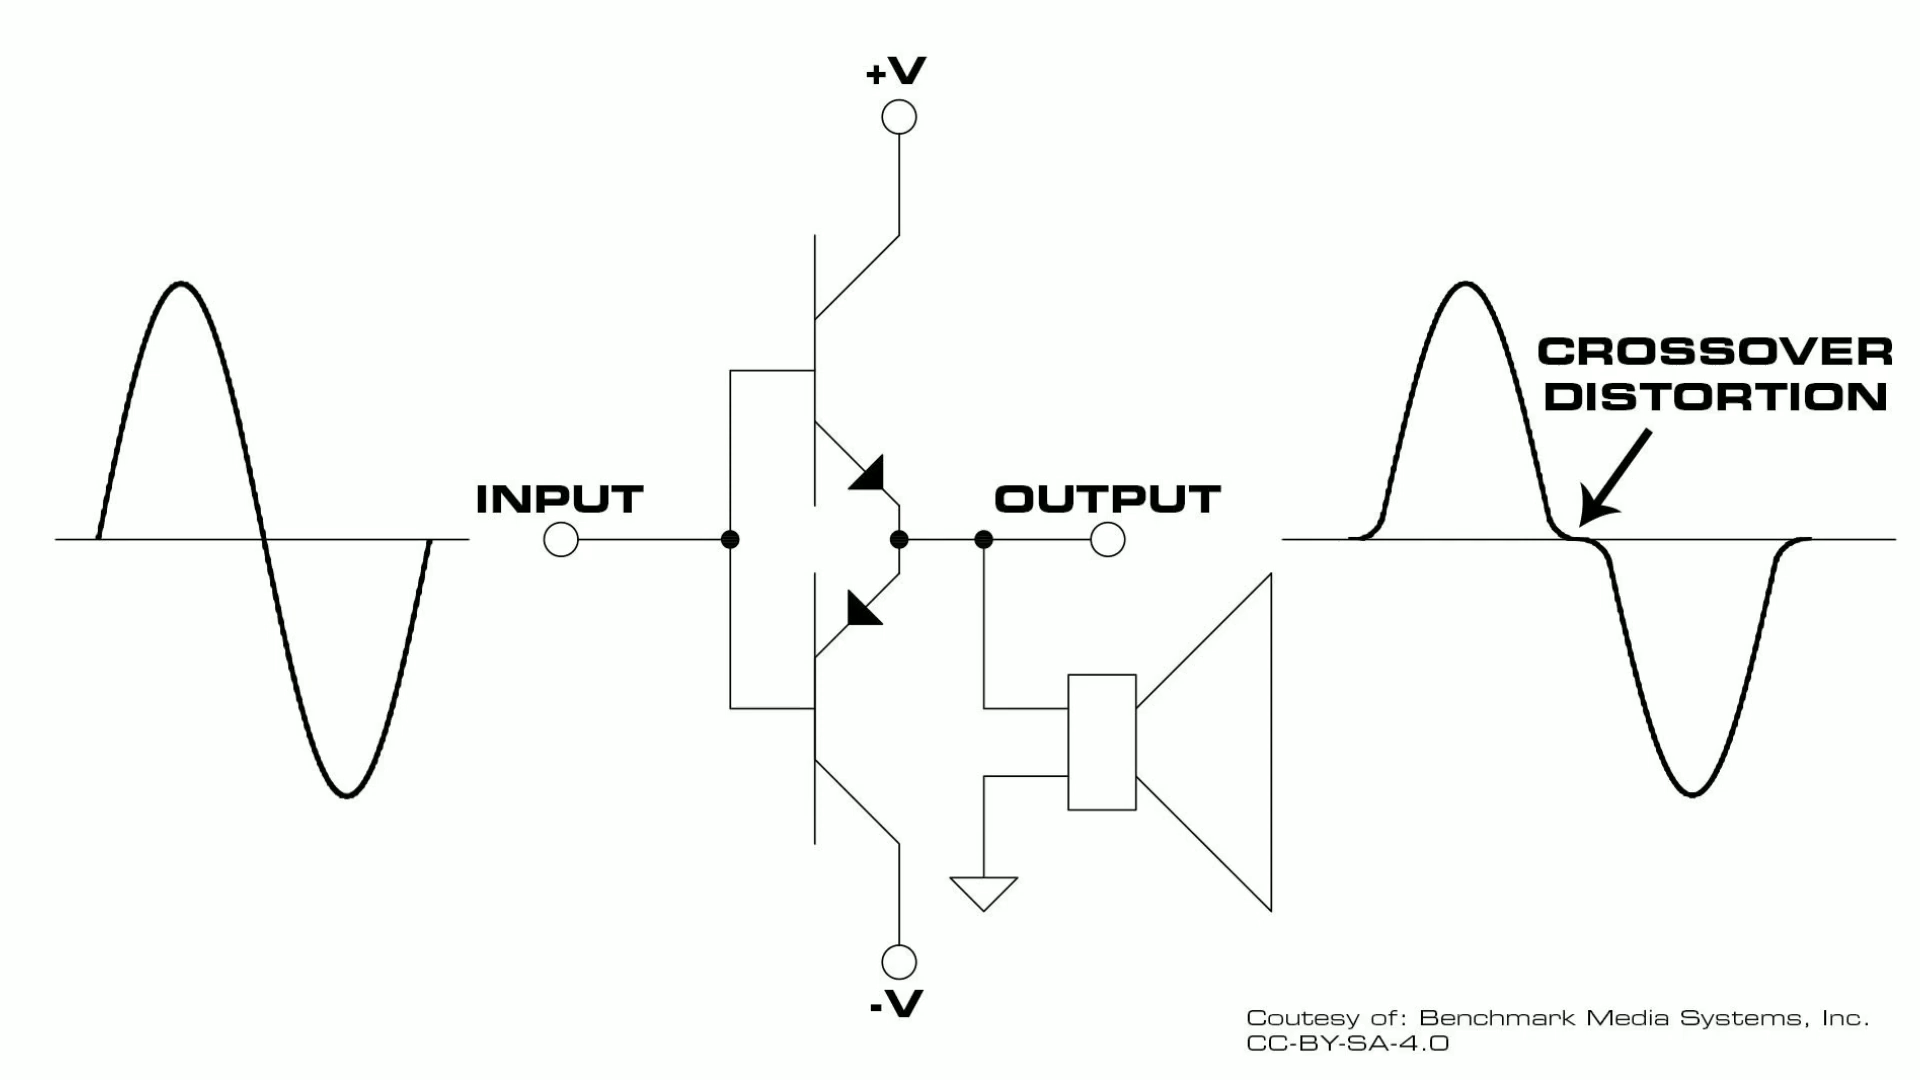 +V
INPUT
OUTPUT
CROSSOVER
DISTORTION
-V
Coutesy of: Benchmark Media Systems, Inc.
CC-BY-SA-4.0